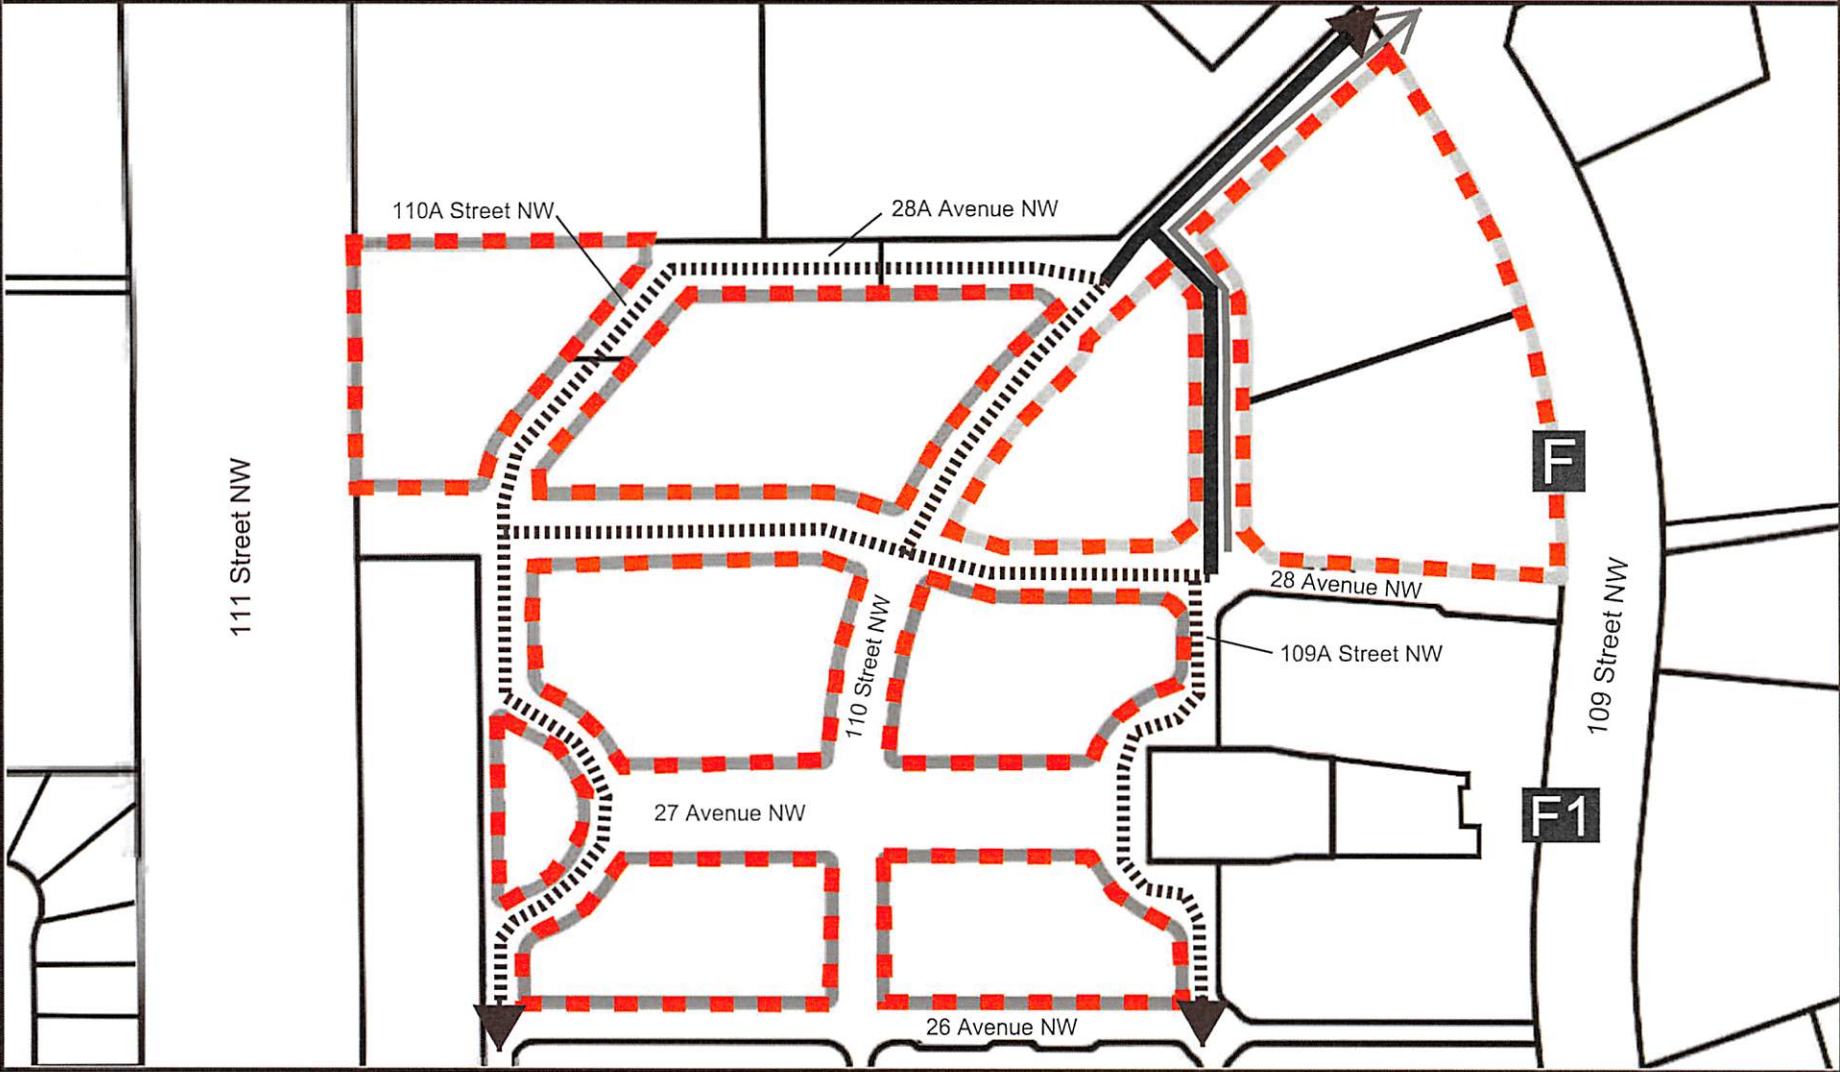 110A Street NW
28A Avenue NW
111 Street NW
F
28 Avenue NW
109 Street NW
110 Street NW
109A Street NW
27 Avenue NW
F1
26 Avenue NW